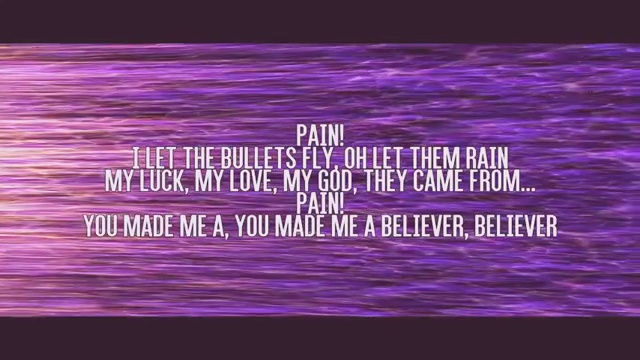 PAIN!
I LET THE BULLETS FLY, OH LET THEM RAIN
MY LUCK, MY LOVE, MY GOD, THEY CAME FROM...
PAIN!
YOU MADE ME A, YOU MADE ME A BELIEVER, BELIEVER